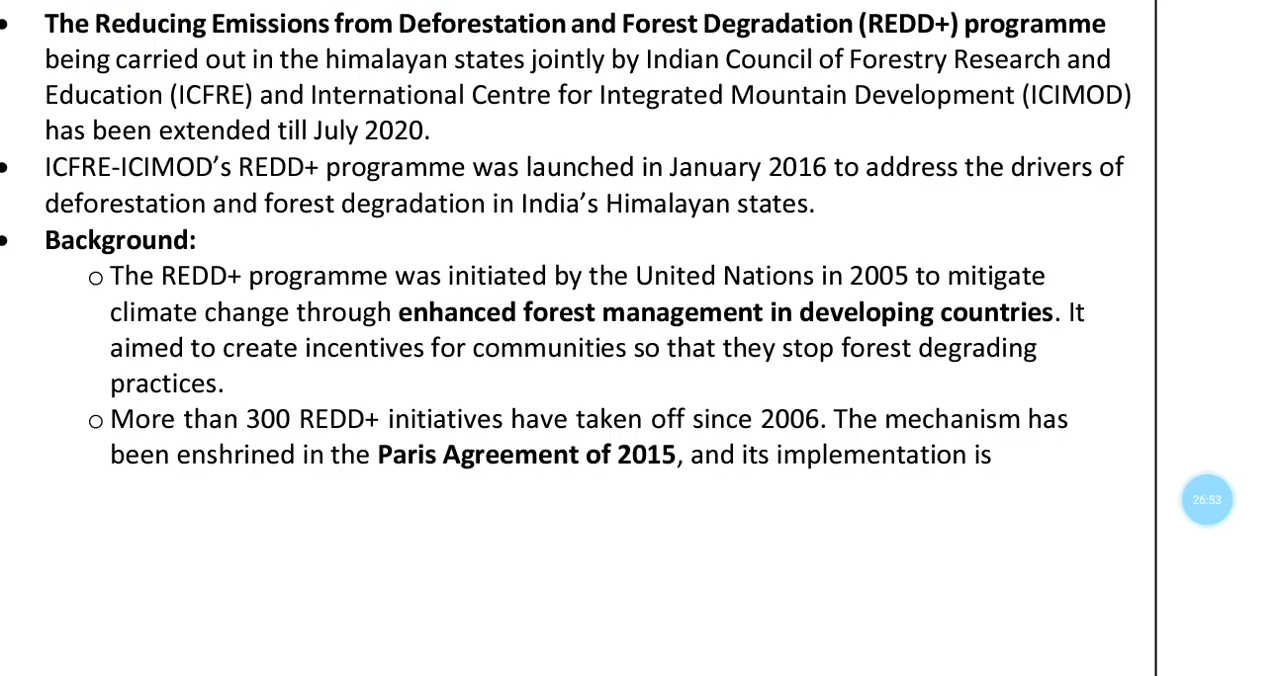 • The Reducing Emissions from Deforestation and Forest Degradation (REDD+) programme
being carried out in the himalayan states jointly by Indian Council of Forestry Research and
Education (ICFRE) and International Centre for Integrated Mountain Development (ICIMOD)
has been extended till July 2020.
• ICFRE-ICIMOD’s REDD+ programme was launched in January 2016 to address the drivers of
deforestation and forest degradation in India’s Himalayan states.
• Background:
o The REDD+ programme was initiated by the United Nations in 2005 to mitigate
climate change through enhanced forest management in developing countries. It
aimed to create incentives for communities so that they stop forest degrading
practices.
o More than 300 REDD+ initiatives have taken off since 2006. The mechanism has
been enshrined in the Paris Agreement of 2015, and its implementation is
26:53